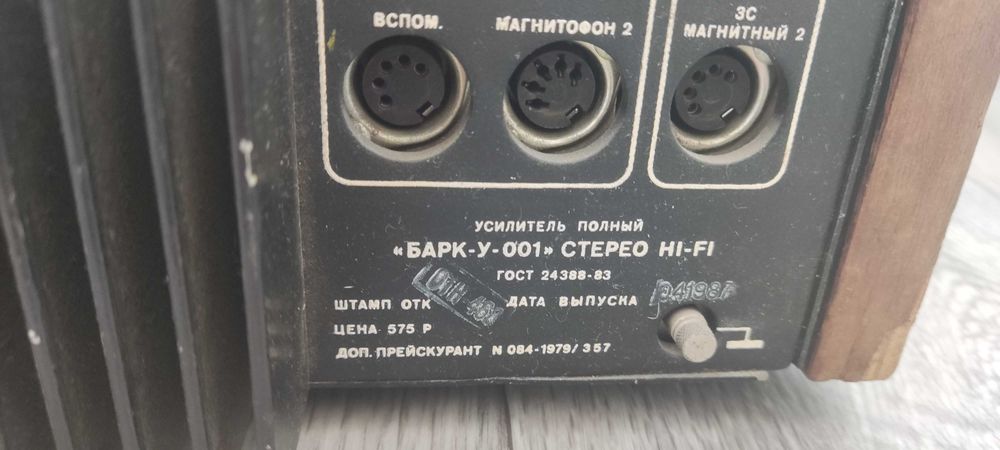 ВСПОМ.
МАГНИТОФОН 2
ЗС
МАГНИТНЫЙ 2
УСИЛИТЕЛЬ ПОЛНЫЙ
«БАРК-У-001» СТЕРЕО HI-FI
ГОСТ 24388-83
ШТАМП ОТК
ДАТА ВЫПУСКА 041987
ЦЕНА 575 Р
ДОП. ПРЕЙСКУРАНТ N 084-1979/357